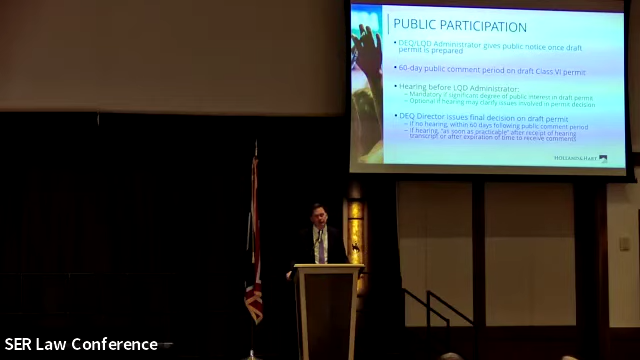 PUBLIC PARTICIPATION
• DEQ/LQD Administrator gives public notice once draft
permit is prepared
• 60-day public comment period on draft Class VI permit
• Hearing before LQD Administrator:
– Mandatory if significant degree of public interest in draft permit
– Optional if hearing may clarify issues involved in permit decision
• DEQ Director issues final decision on draft permit
– If no hearing, within 60 days following public comment period
– If hearing, "as soon as practicable" after receipt of hearing
transcript or after expiration of time to receive comments
HOLLAND & HART
SER Law Conference